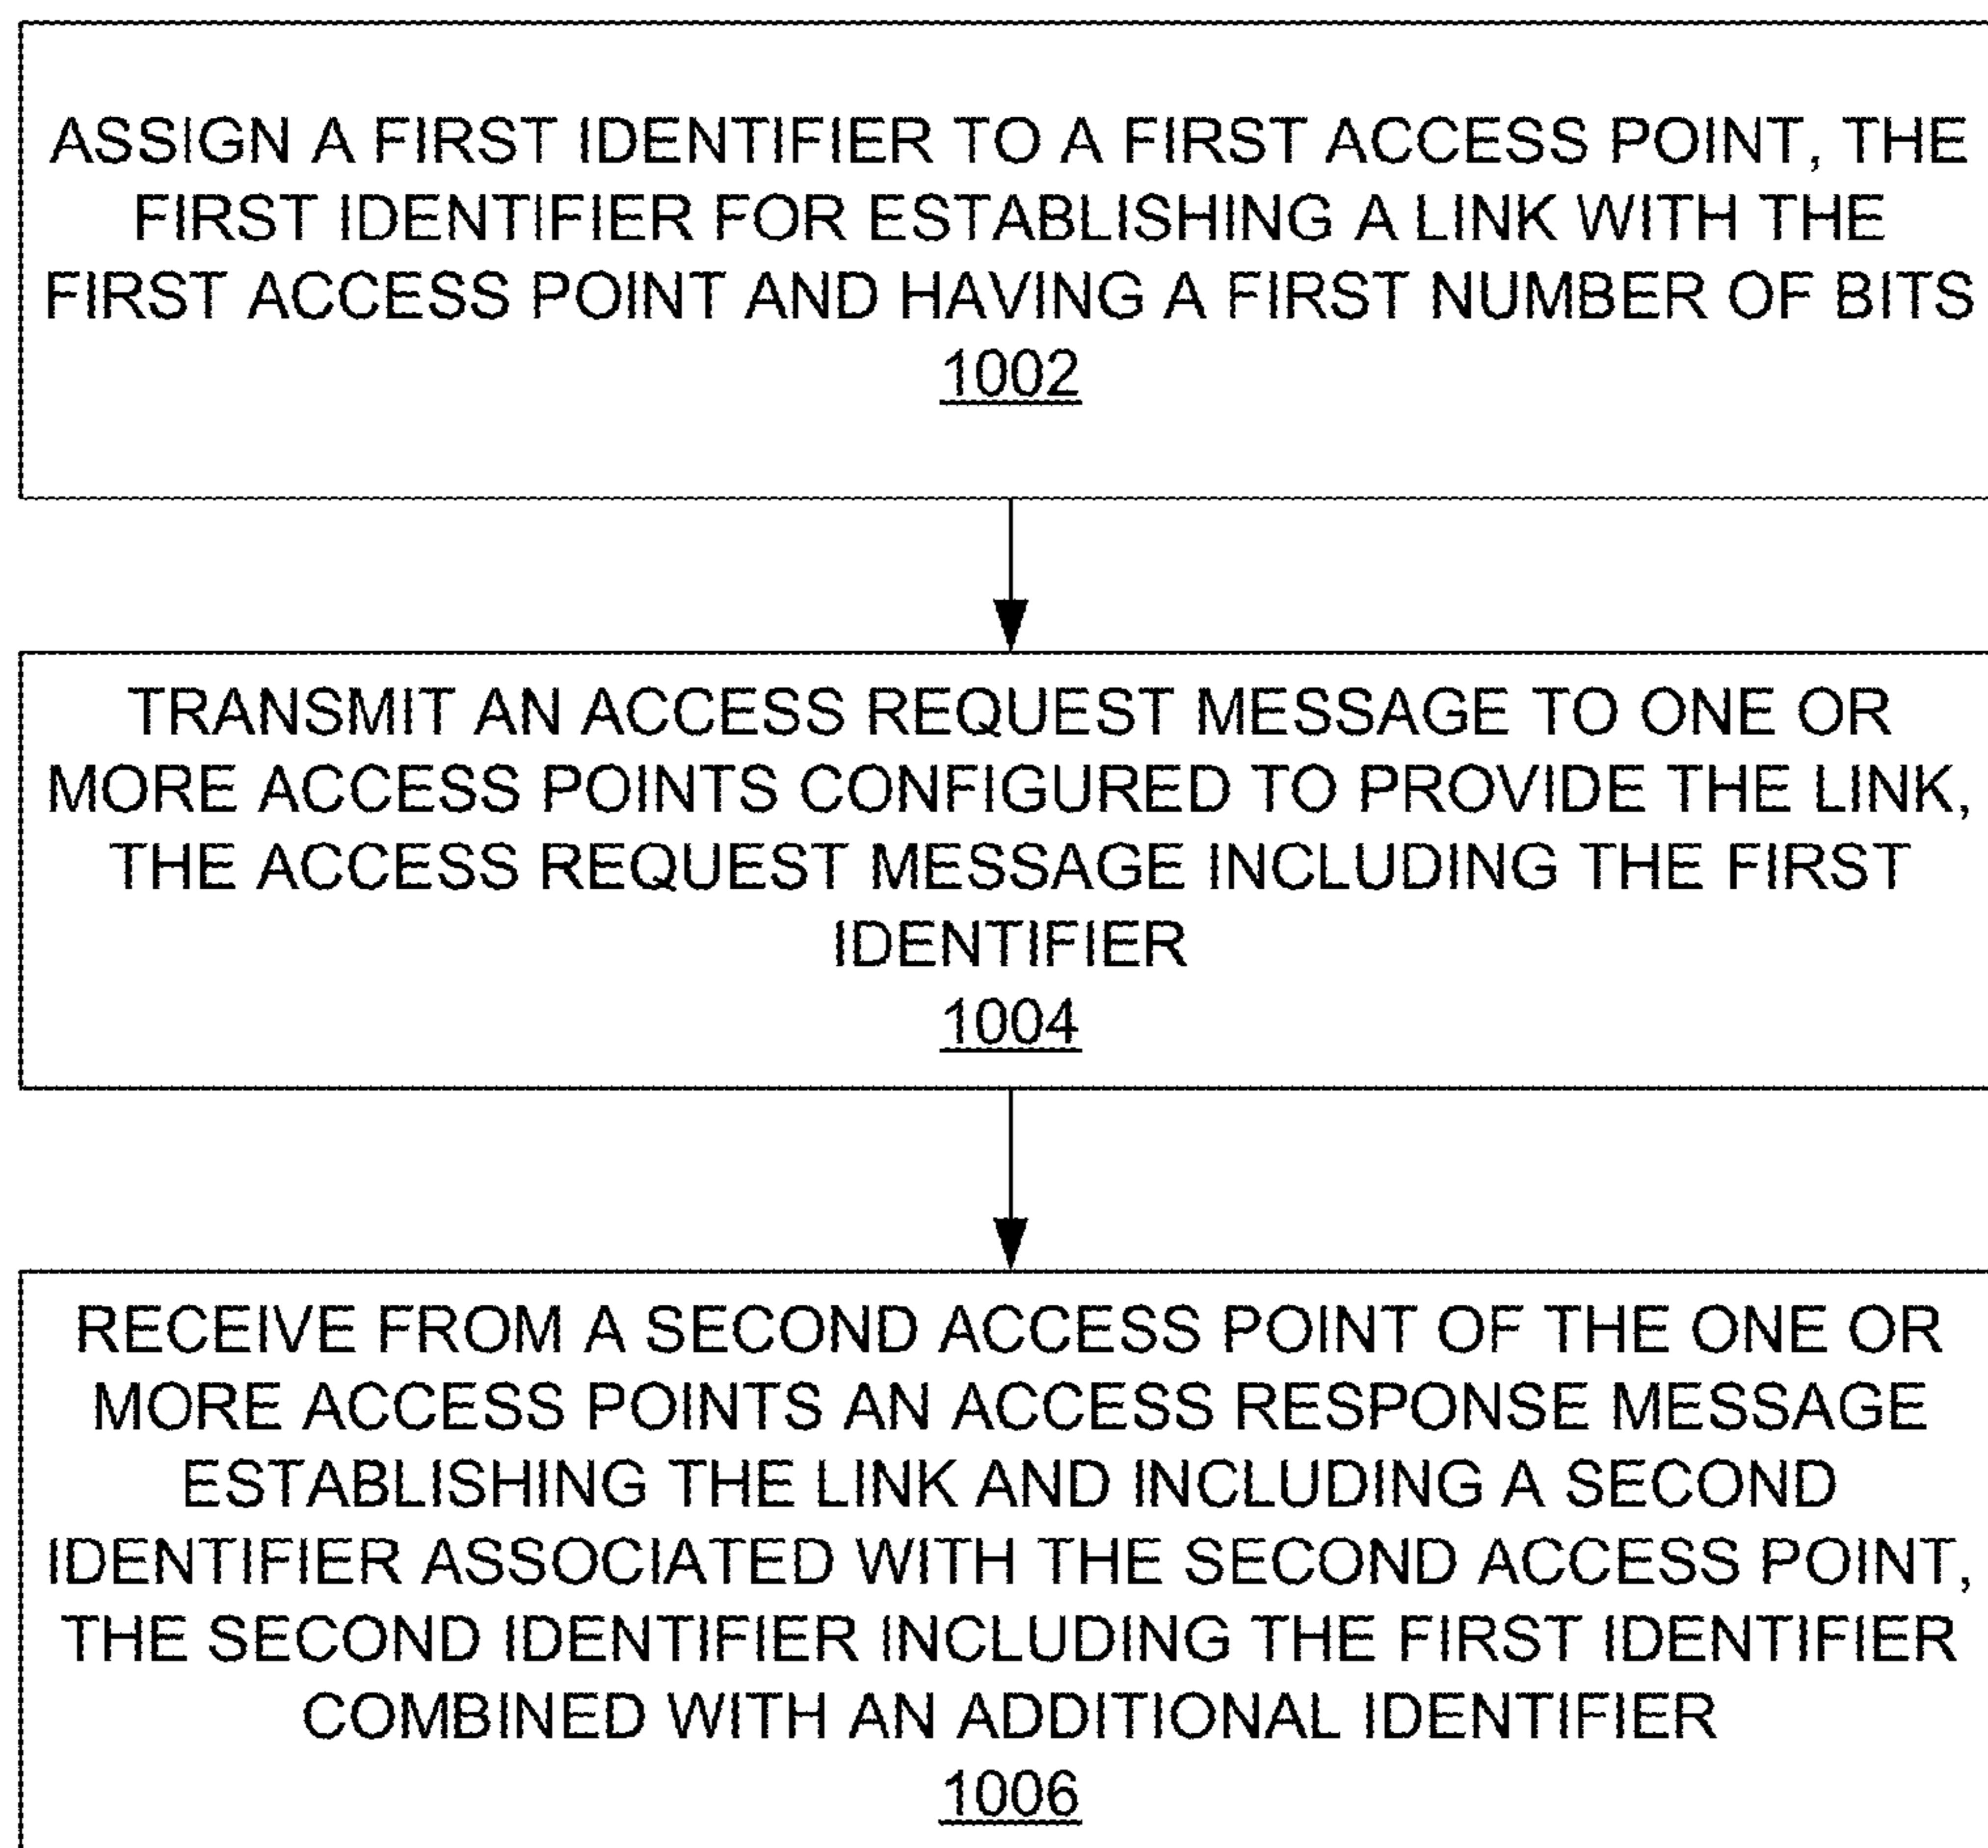 ASSIGN A FIRST IDENTIFIER TO A FIRST ACCESS POINT, THE
FIRST IDENTIFIER FOR ESTABLISHING A LINK WITH THE
FIRST ACCESS POINT AND HAVING A FIRST NUMBER OF BITS
1002
TRANSMIT AN ACCESS REQUEST MESSAGE TO ONE OR
MORE ACCESS POINTS CONFIGURED TO PROVIDE THE LINK,
THE ACCESS REQUEST MESSAGE INCLUDING THE FIRST
IDENTIFIER
1004
RECEIVE FROM A SECOND ACCESS POINT OF THE ONE OR
MORE ACCESS POINTS AN ACCESS RESPONSE MESSAGE
ESTABLISHING THE LINK AND INCLUDING A SECOND
IDENTIFIER ASSOCIATED WITH THE SECOND ACCESS POINT,
THE SECOND IDENTIFIER INCLUDING THE FIRST IDENTIFIER
COMBINED WITH AN ADDITIONAL IDENTIFIER
1006